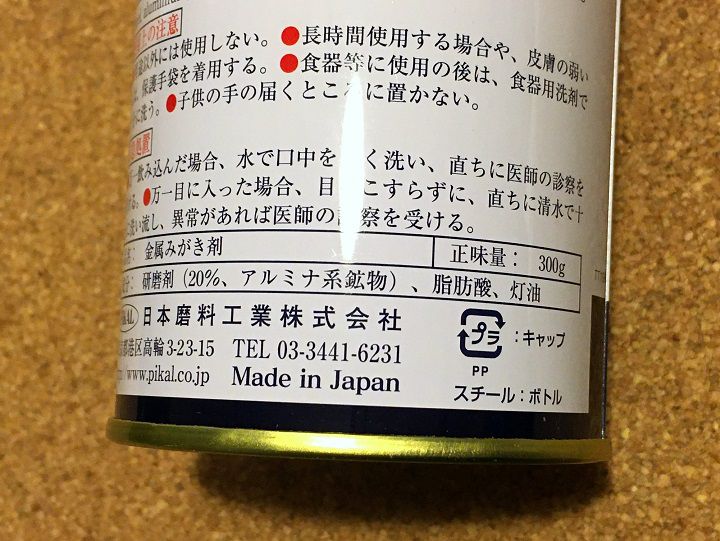 上の注意
以外には使用しない。●長時間使用する場合や、皮膚の弱い
、保護手袋を着用する。●食器等に使用の後は、食器用洗剤で
に洗う。●子供の手の届くところに置かない。
処置
飲み込んだ場合、水で口中を く洗い、直ちに医師の診察を
る。●万一目に入った場合、目 こすらずに、直ちに清水で十
洗い流し、異常があれば医師の 察を受ける。
金属みがき剤
正味量： 300g
研磨剤（20%、アルミナ系鉱物）、脂肪酸、灯油
日本磨料工業株式会社
都港区高輪3-23-15 TEL 03-3441-6231
www.pikal.co.jp Made in Japan
プラ ：キャップ
PP
スチール：ボトル